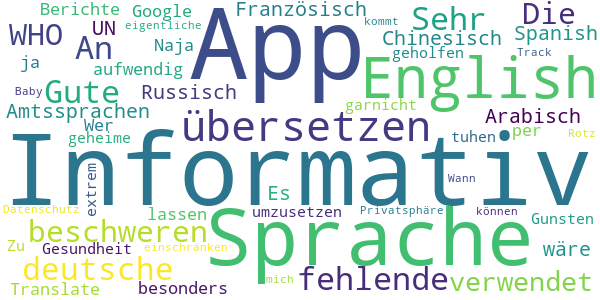 Berichte Google Französisch kommt Die
WHO UN eigentliche App Sehr Spanish
An Naja Chinesisch
ja aufwendig geholfen Track
Baby Gute Russisch English
Amtssprachen garnicht Arabisch
Wer geheime übersetzen tuhen per Rotz
Informativ
extrem Es Wann
Datenschutz lassen umzusetzen Privatsphäre können Gunsten
beschweren Sprache
Zu Gesundheit einschränken wäre
deutsche mich fehlende verwendet
Translate besonders